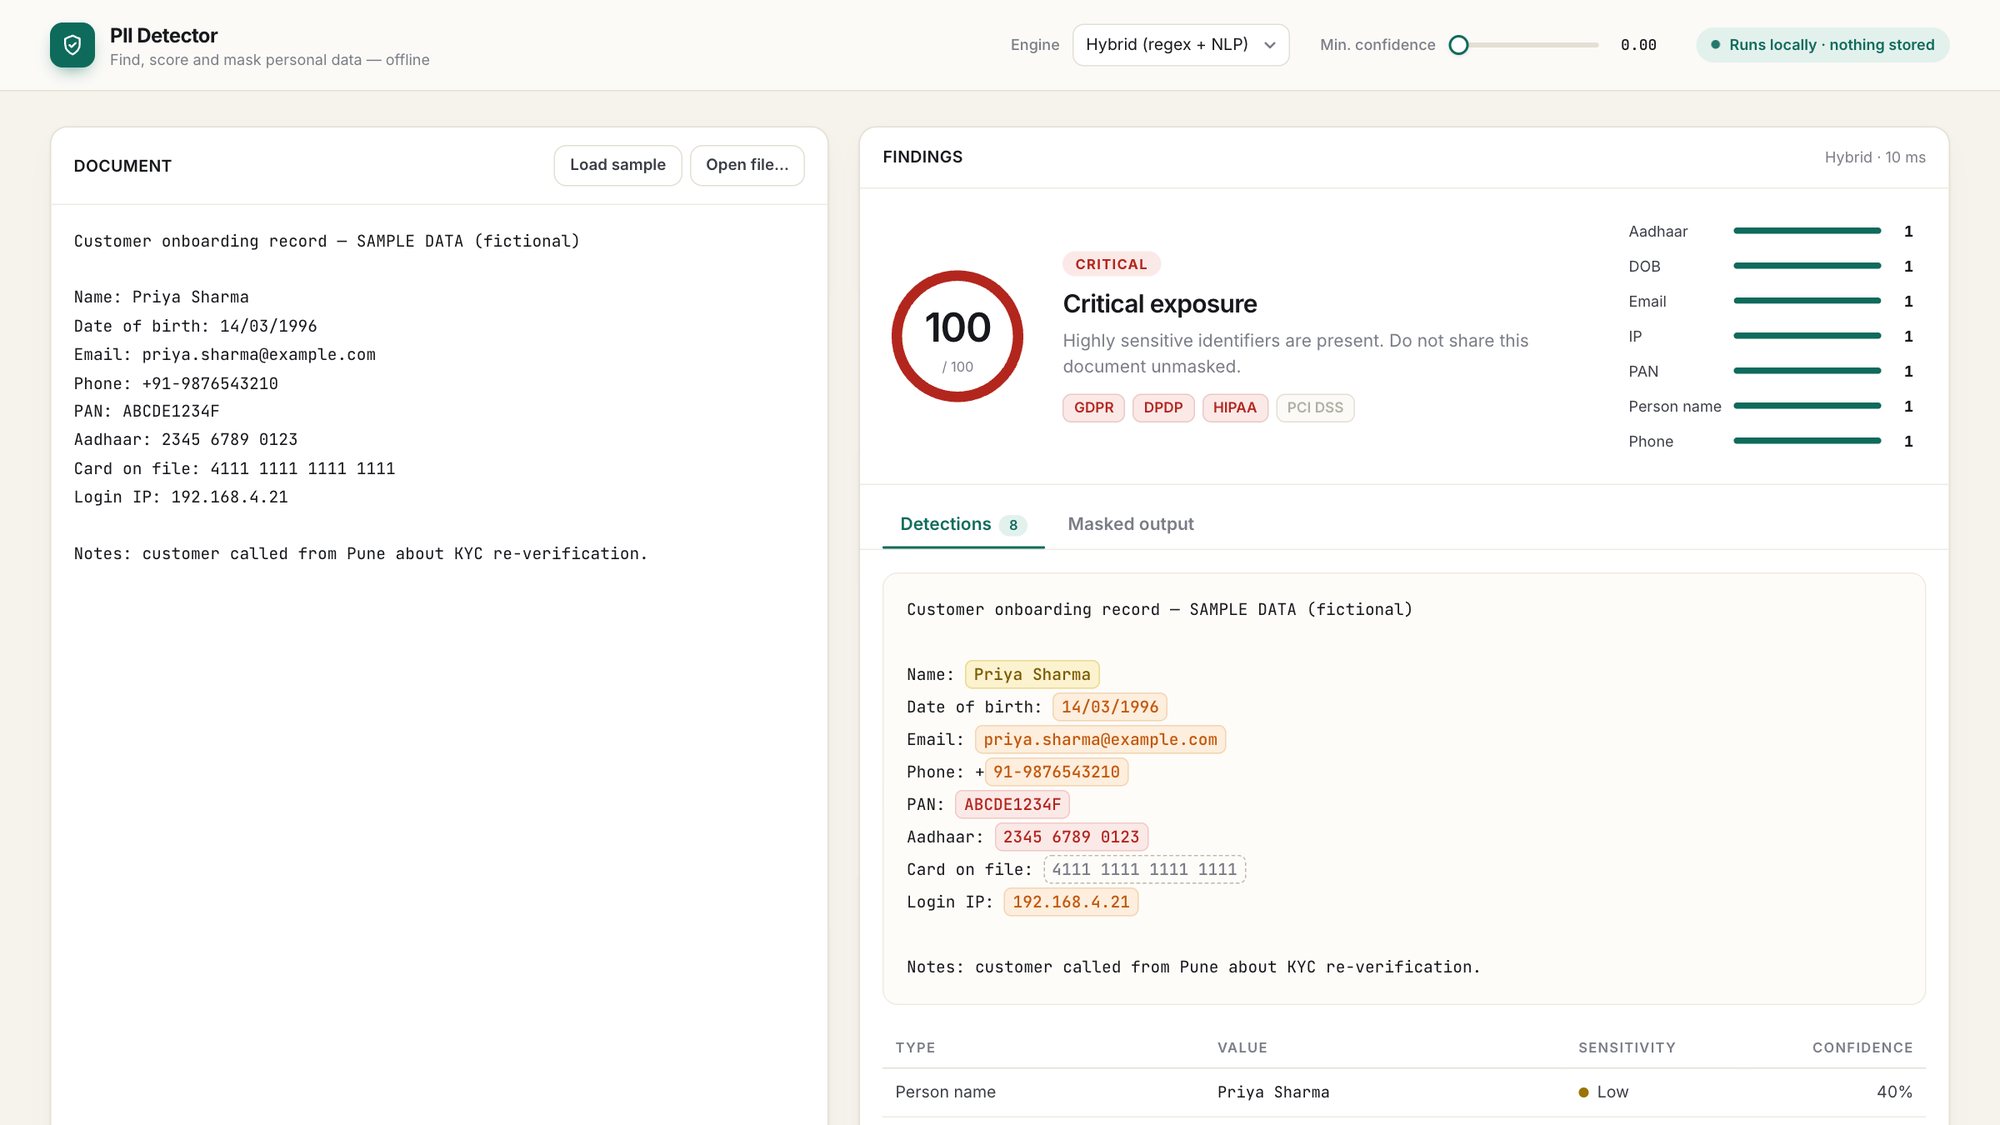 PII Detector
Find, score and mask personal data — offline
Engine
Hybrid (regex + NLP)
Min. confidence
0.00
Runs locally · nothing stored
DOCUMENT
Load sample
Open file...
Customer onboarding record — SAMPLE DATA (fictional)
Name: Priya Sharma
Date of birth: 14/03/1996
Email: priya.sharma@example.com
Phone: +91-9876543210
PAN: ABCDE1234F
Aadhaar: 2345 6789 0123
Card on file: 4111 1111 1111 1111
Login IP: 192.168.4.21
Notes: customer called from Pune about KYC re-verification.
FINDINGS
Hybrid · 10 ms
100
/ 100
CRITICAL
Critical exposure
Highly sensitive identifiers are present. Do not share this
document unmasked.
GDPR
DPDP
HIPAA
PCI DSS
Aadhaar 1
DOB 1
Email 1
IP 1
PAN 1
Person name 1
Phone 1
Detections 8
Masked output
Customer onboarding record — SAMPLE DATA (fictional)
Name: Priya Sharma
Date of birth: 14/03/1996
Email: priya.sharma@example.com
Phone: +91-9876543210
PAN: ABCDE1234F
Aadhaar: 2345 6789 0123
Card on file: 4111 1111 1111 1111
Login IP: 192.168.4.21
Notes: customer called from Pune about KYC re-verification.
TYPE VALUE SENSITIVITY CONFIDENCE
Person name Priya Sharma Low 40%